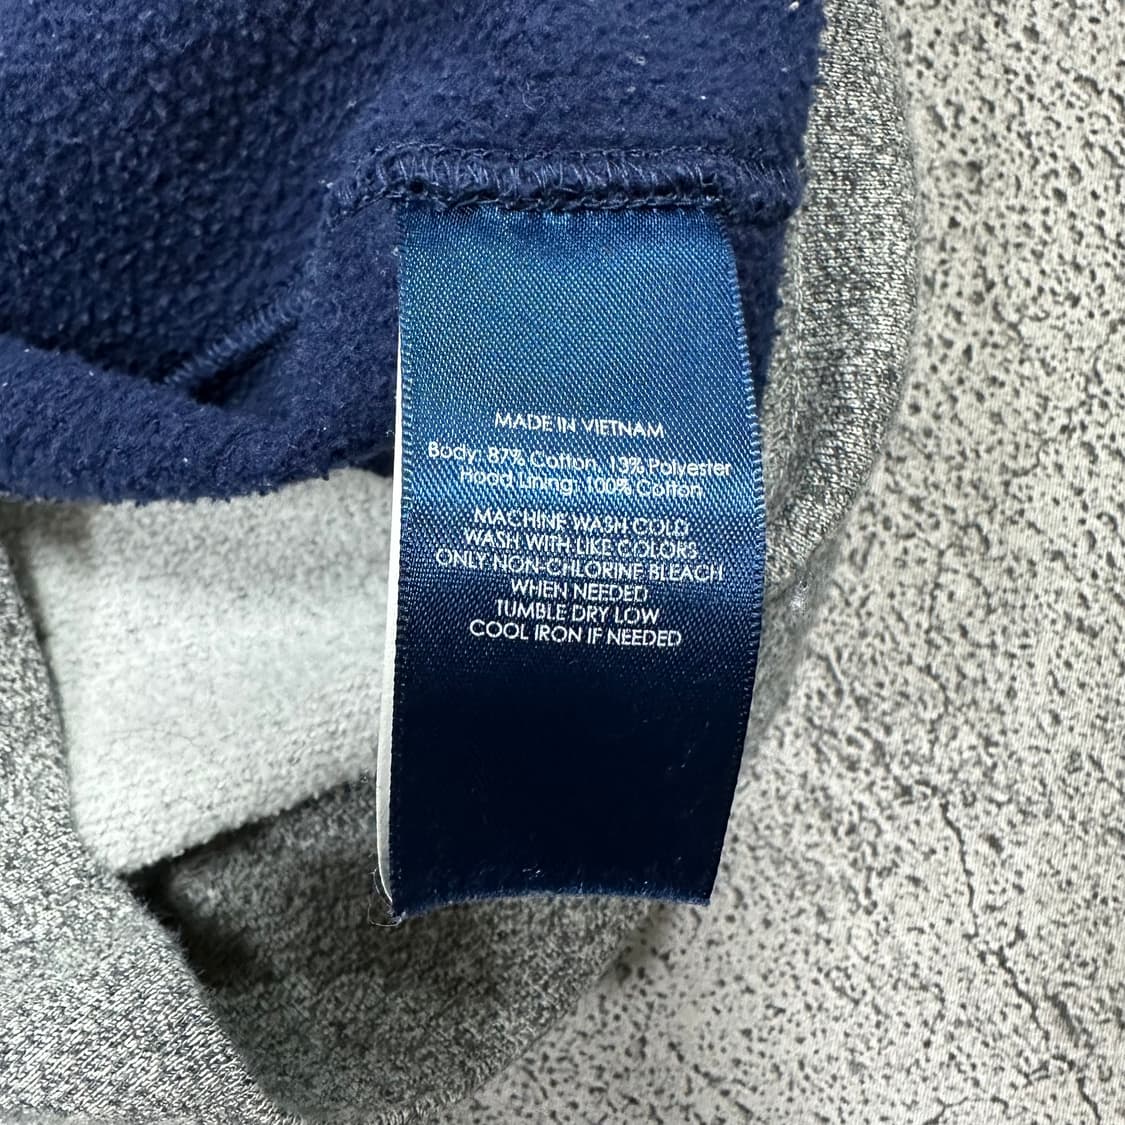 MADE IN VIETNAM
Body: 87% Cotton, 13% Polyester
Hood Lining: 100% Cotton
MACHINE WASH COLD
WASH WITH LIKE COLORS
ONLY NON-CHLORINE BLEACH
WHEN NEEDED
TUMBLE DRY LOW
COOL IRON IF NEEDED